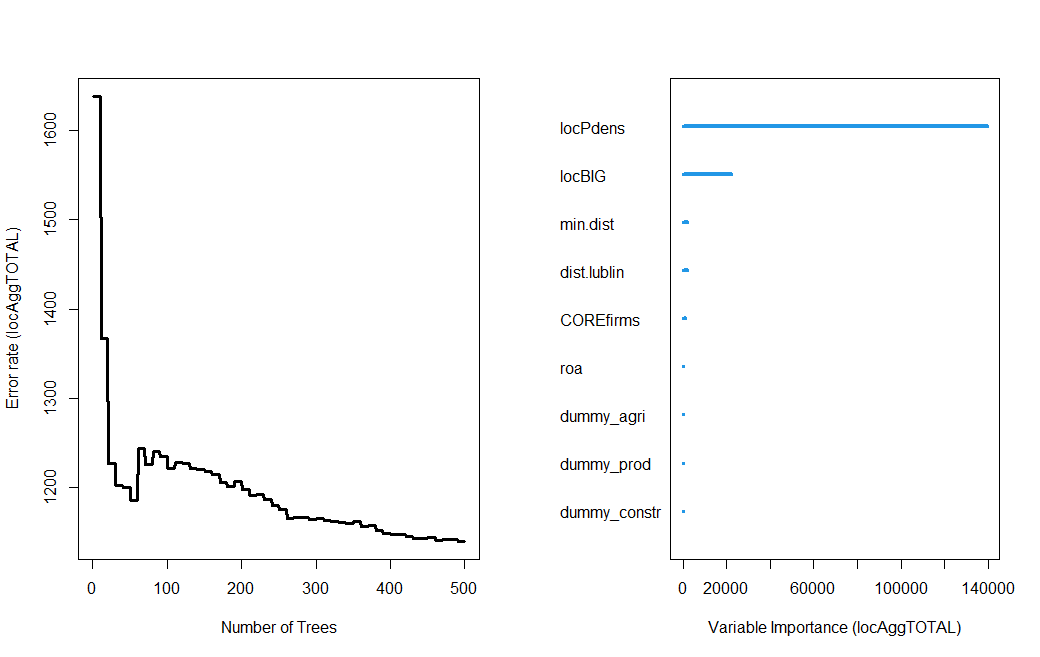 Error rate (locAggTOTAL)
1600
1500
1400
1300
1200
0 100 200 300 400 500
Number of Trees
locPdens
locBIG
min.dist
dist.lublin
COREfirms
roa
dummy_agri
dummy_prod
dummy_constr
0 20000 60000 100000 140000
Variable Importance (locAggTOTAL)